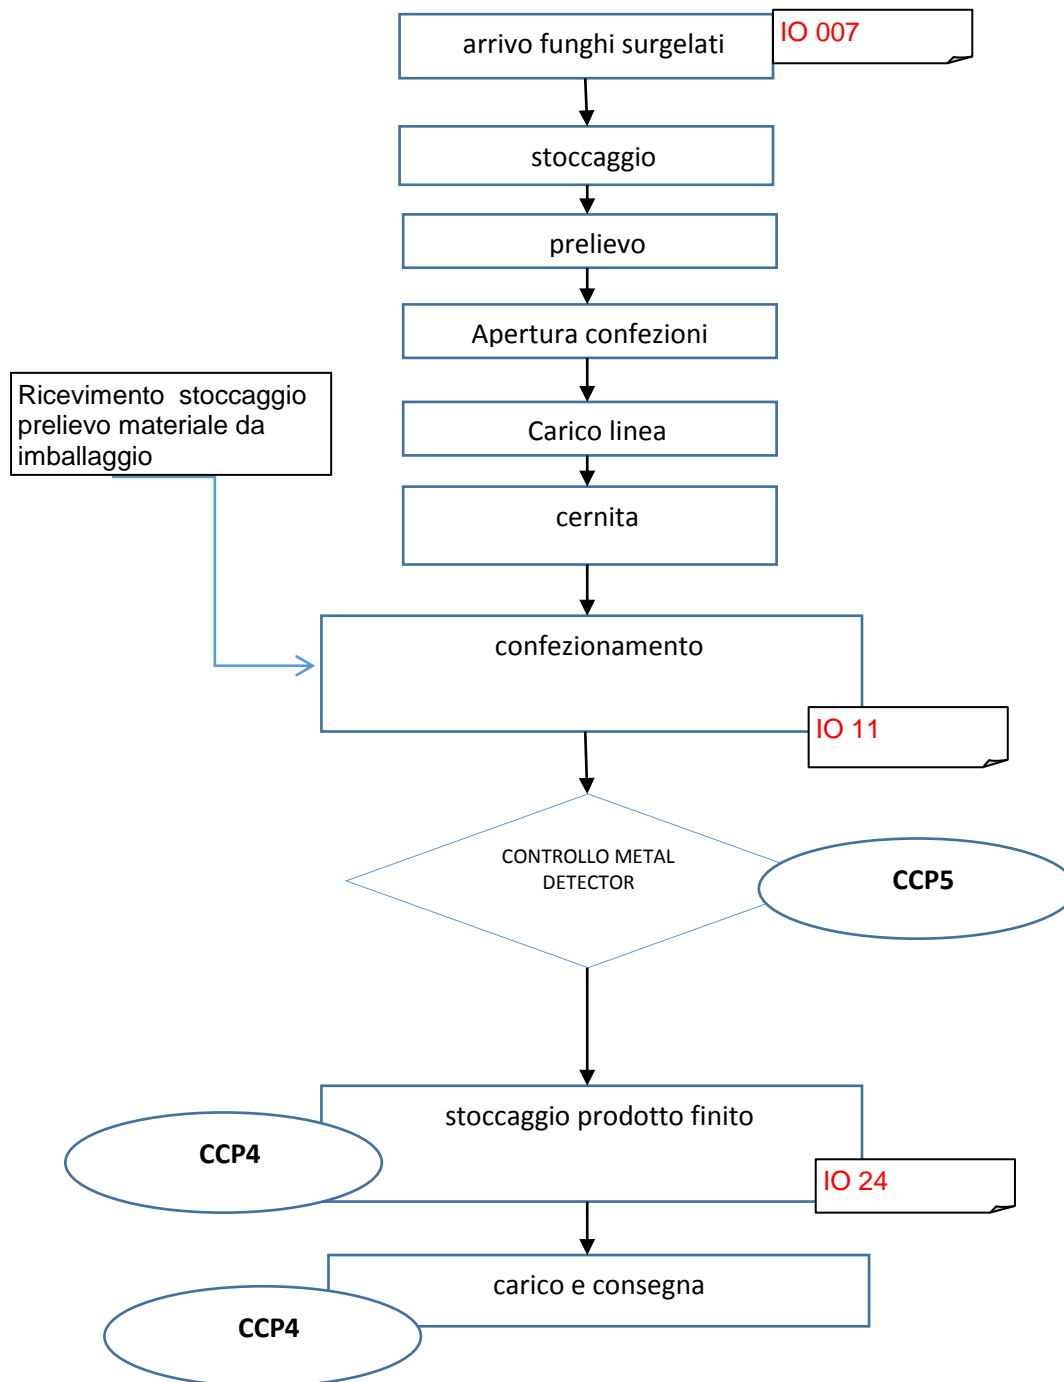 arrivo funghi surgelati
IO 007
stoccaggio
prelievo
Apertura confezioni
Ricevimento stoccaggio
prelievo materiale da
imballaggio
Carico linea
cernita
confezionamento
IO 11
CONTROLLO METAL
DETECTOR
CCP5
stoccaggio prodotto finito
CCP4
IO 24
carico e consegna
CCP4